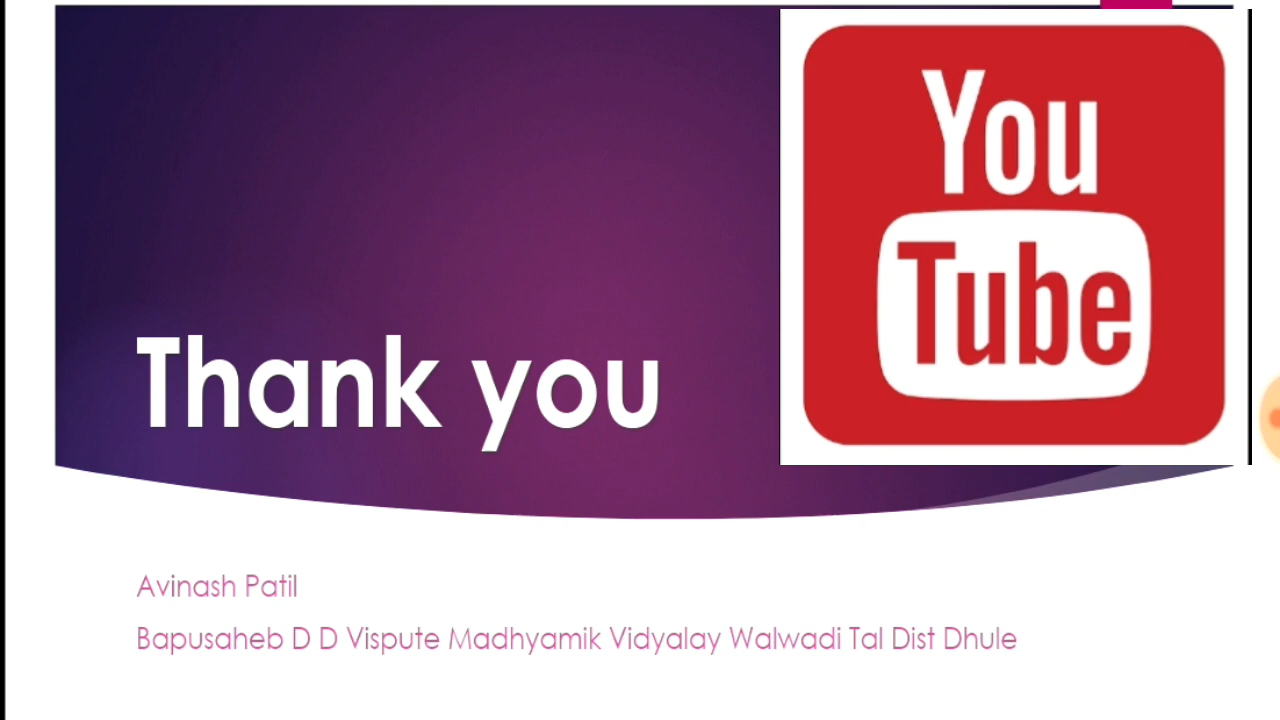 You
Tube
Thank you
Avinash Patil
Bapusaheb D D Vispute Madhyamik Vidyalay Walwadi Tal Dist Dhule